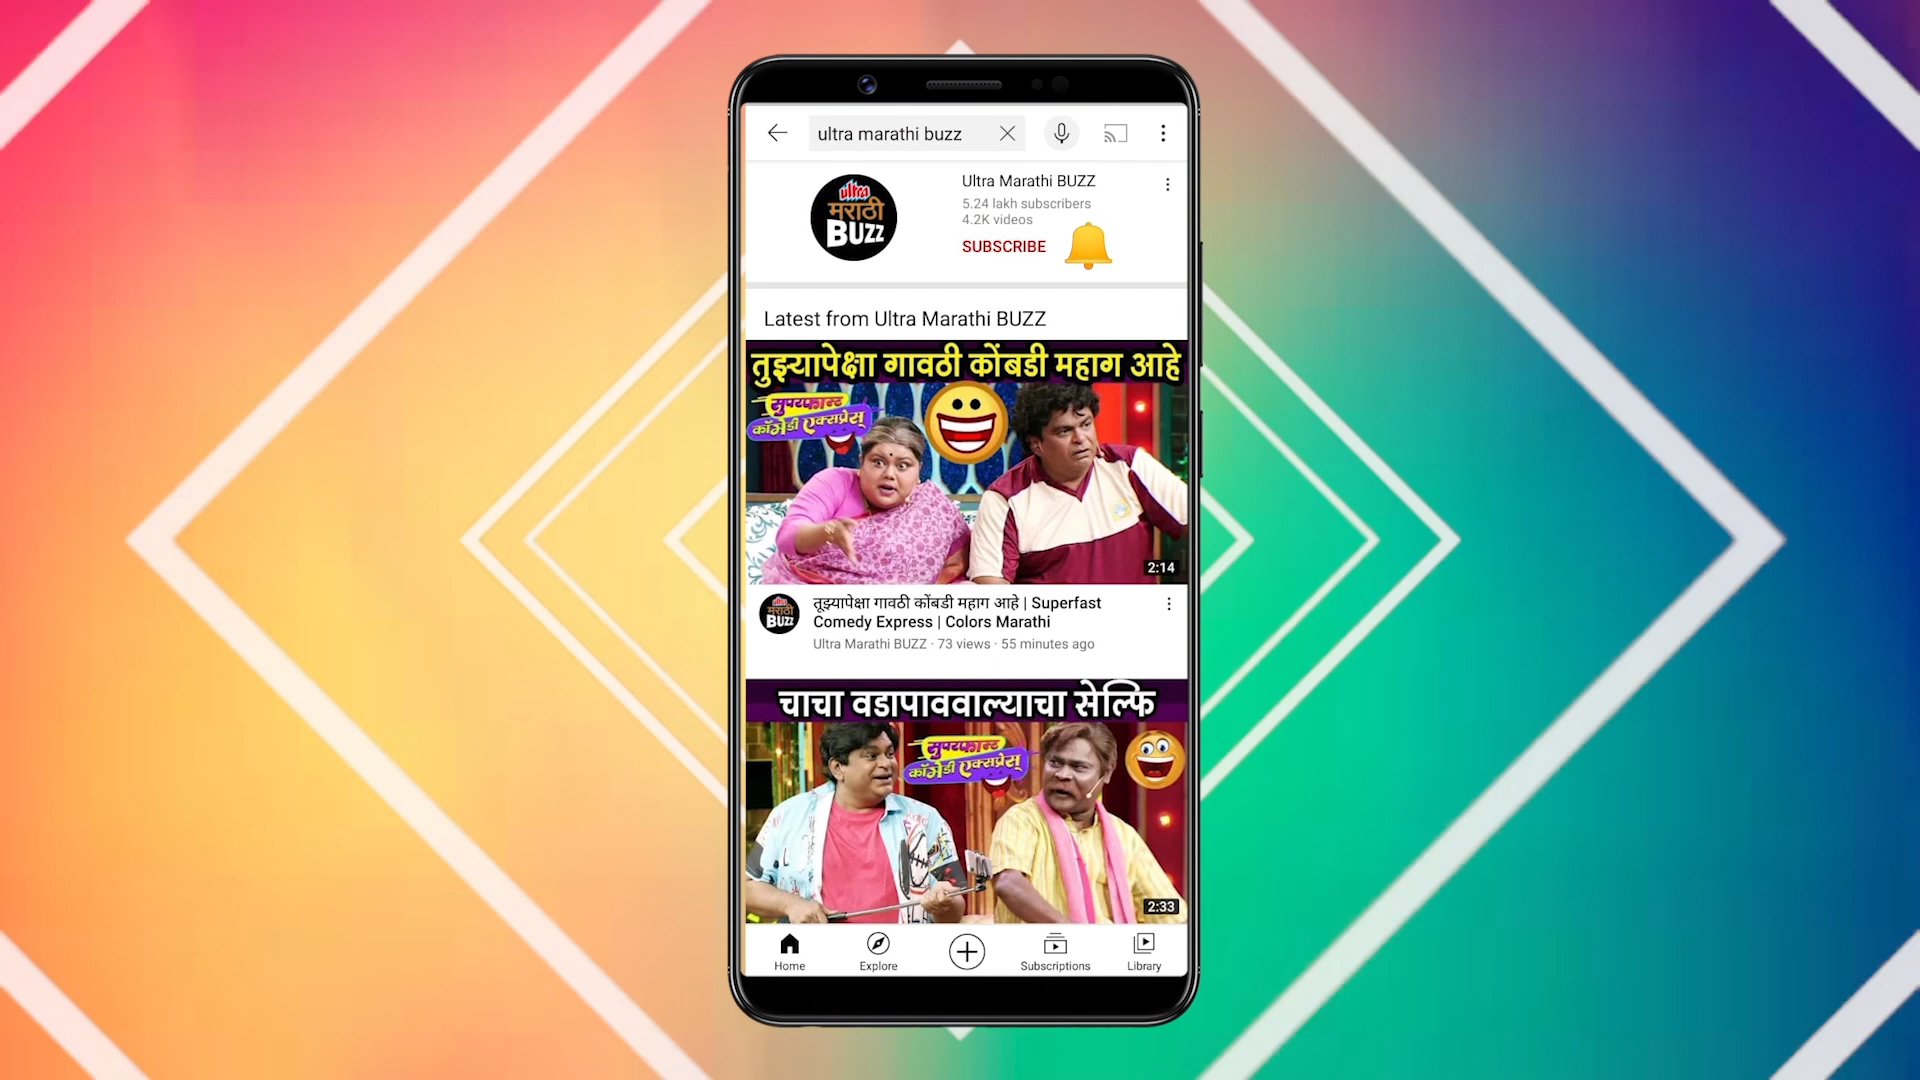 ultra marathi buzz
ultra
मराठी
BUZZ
Ultra Marathi BUZZ
5.24 lakh subscribers
4.2K videos
SUBSCRIBE
Latest from Ultra Marathi BUZZ
तुझ्यापेक्षा गावठी कोंबडी महाग आहे
सुपरफास्ट
कॉमेडी एक्सप्रेस्
2:14
ultra
मराठी
BUZZ
तूझ्यापेक्षा गावठी कोंबडी महाग आहे | Superfast
Comedy Express | Colors Marathi
Ultra Marathi BUZZ · 73 views · 55 minutes ago
चाचा वडापाववाल्याचा सेल्फि
सुपरफास्ट
कॉमेडी एक्सप्रेस्
2:33
Home
Explore
Subscriptions
Library